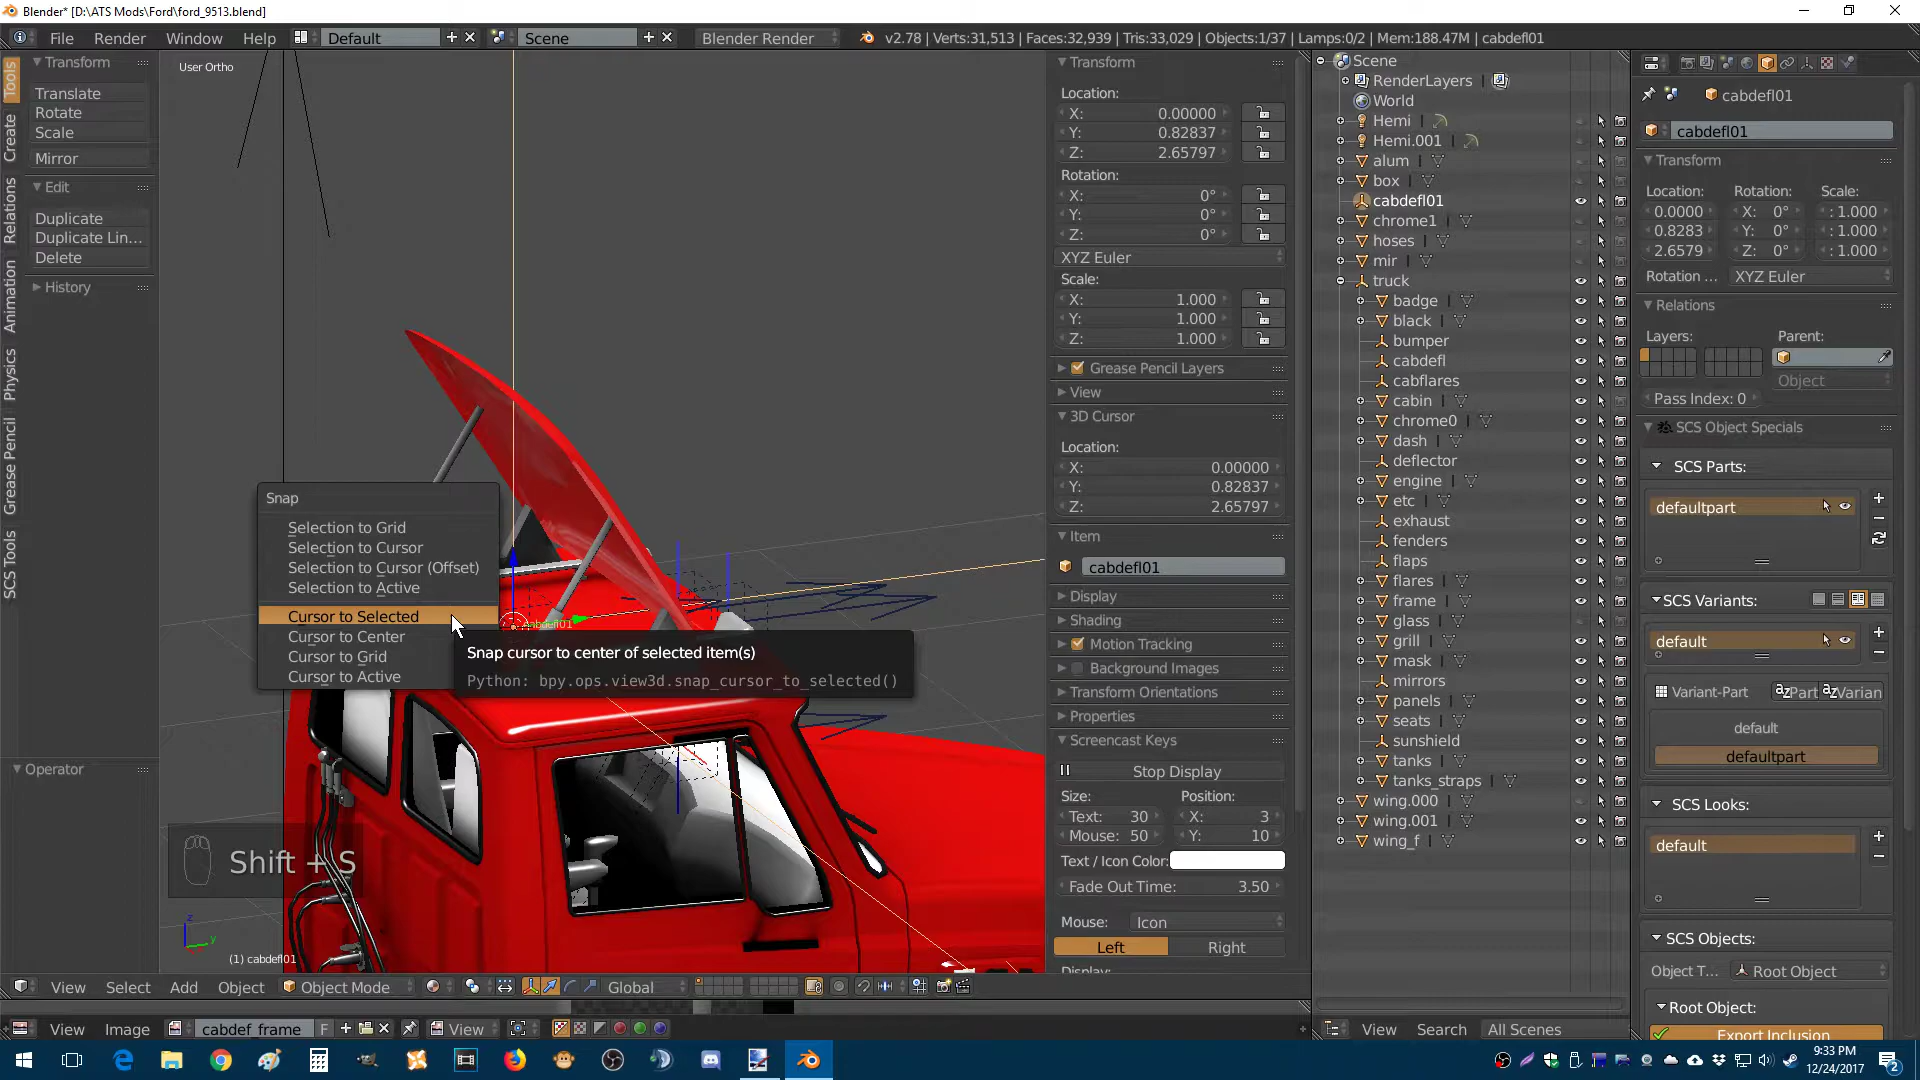 Blender* [D:\ATS Mods\Ford\ford_9513.blend]
File Render Window Help Default Scene Blender Render v2.78 | Verts:31,513 | Faces:32,939 | Tris:33,029 | Objects:1/37 | Lamps:0/2 | Mem:188.47M | cabdefl01
Tools
Create
Relations
Animation
Physics
Grease Pencil
SCS Tools
Transform
Translate
Rotate
Scale
Mirror
Edit
Duplicate
Duplicate Lin...
Delete
History
Operator
User Ortho
Snap
Selection to Grid
Selection to Cursor
Selection to Cursor (Offset)
Selection to Active
Cursor to Selected
Cursor to Center
Cursor to Grid
Cursor to Active
Snap cursor to center of selected item(s)
Python: bpy.ops.view3d.snap_cursor_to_selected()
cabdefl01
Shift + S
z
y
(1) cabdefl01
View Select Add Object Object Mode Global
View Image cabdef_frame F View
Transform
Location:
X: 0.00000
Y: 0.82837
Z: 2.65797
Rotation:
X: 0°
Y: 0°
Z: 0°
XYZ Euler
Scale:
X: 1.000
Y: 1.000
Z: 1.000
Grease Pencil Layers
View
3D Cursor
Location:
X: 0.00000
Y: 0.82837
Z: 2.65797
Item
cabdefl01
Display
Shading
Motion Tracking
Background Images
Transform Orientations
Properties
Screencast Keys
Stop Display
Size: Position:
Text: 30 X: 3
Mouse: 50 Y: 10
Text / Icon Color:
Fade Out Time: 3.50
Mouse: Icon
Left Right
Display:
Scene
RenderLayers
World
Hemi
Hemi.001
alum
box
cabdefl01
chrome1
hoses
mir
truck
badge
black
bumper
cabdefl
cabflares
cabin
chrome0
dash
deflector
engine
etc
exhaust
fenders
flaps
flares
frame
glass
grill
mask
mirrors
panels
seats
sunshield
tanks
tanks_straps
wing.000
wing.001
wing_f
View Search All Scenes
cabdefl01
cabdefl01
Transform
Location: Rotation: Scale:
0.0000 X: 0° : 1.000
0.8283 Y: 0° : 1.000
2.6579 Z: 0° : 1.000
Rotation ... XYZ Euler
Relations
Layers: Parent:
Object
Pass Index: 0
SCS Object Specials
SCS Parts:
defaultpart
SCS Variants:
default
Variant-Part Part Varian
default
defaultpart
SCS Looks:
default
SCS Objects:
Object T... Root Object
Root Object:
Export Inclusion
9:33 PM
12/24/2017
2